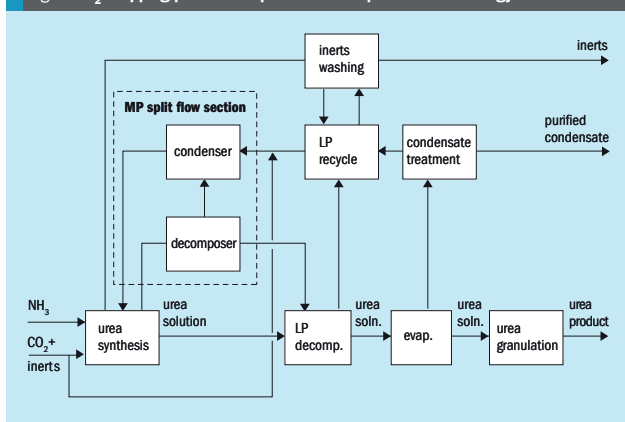 inerts
washing
inerts
MP split flow section
condenser
LP
recycle
condensate
treatment
purified
condensate
decomposer
NH3
CO2+
inerts
urea
synthesis
urea
solution
LP
decomp.
urea
soln.
evap.
urea
soln.
urea
granulation
urea
product